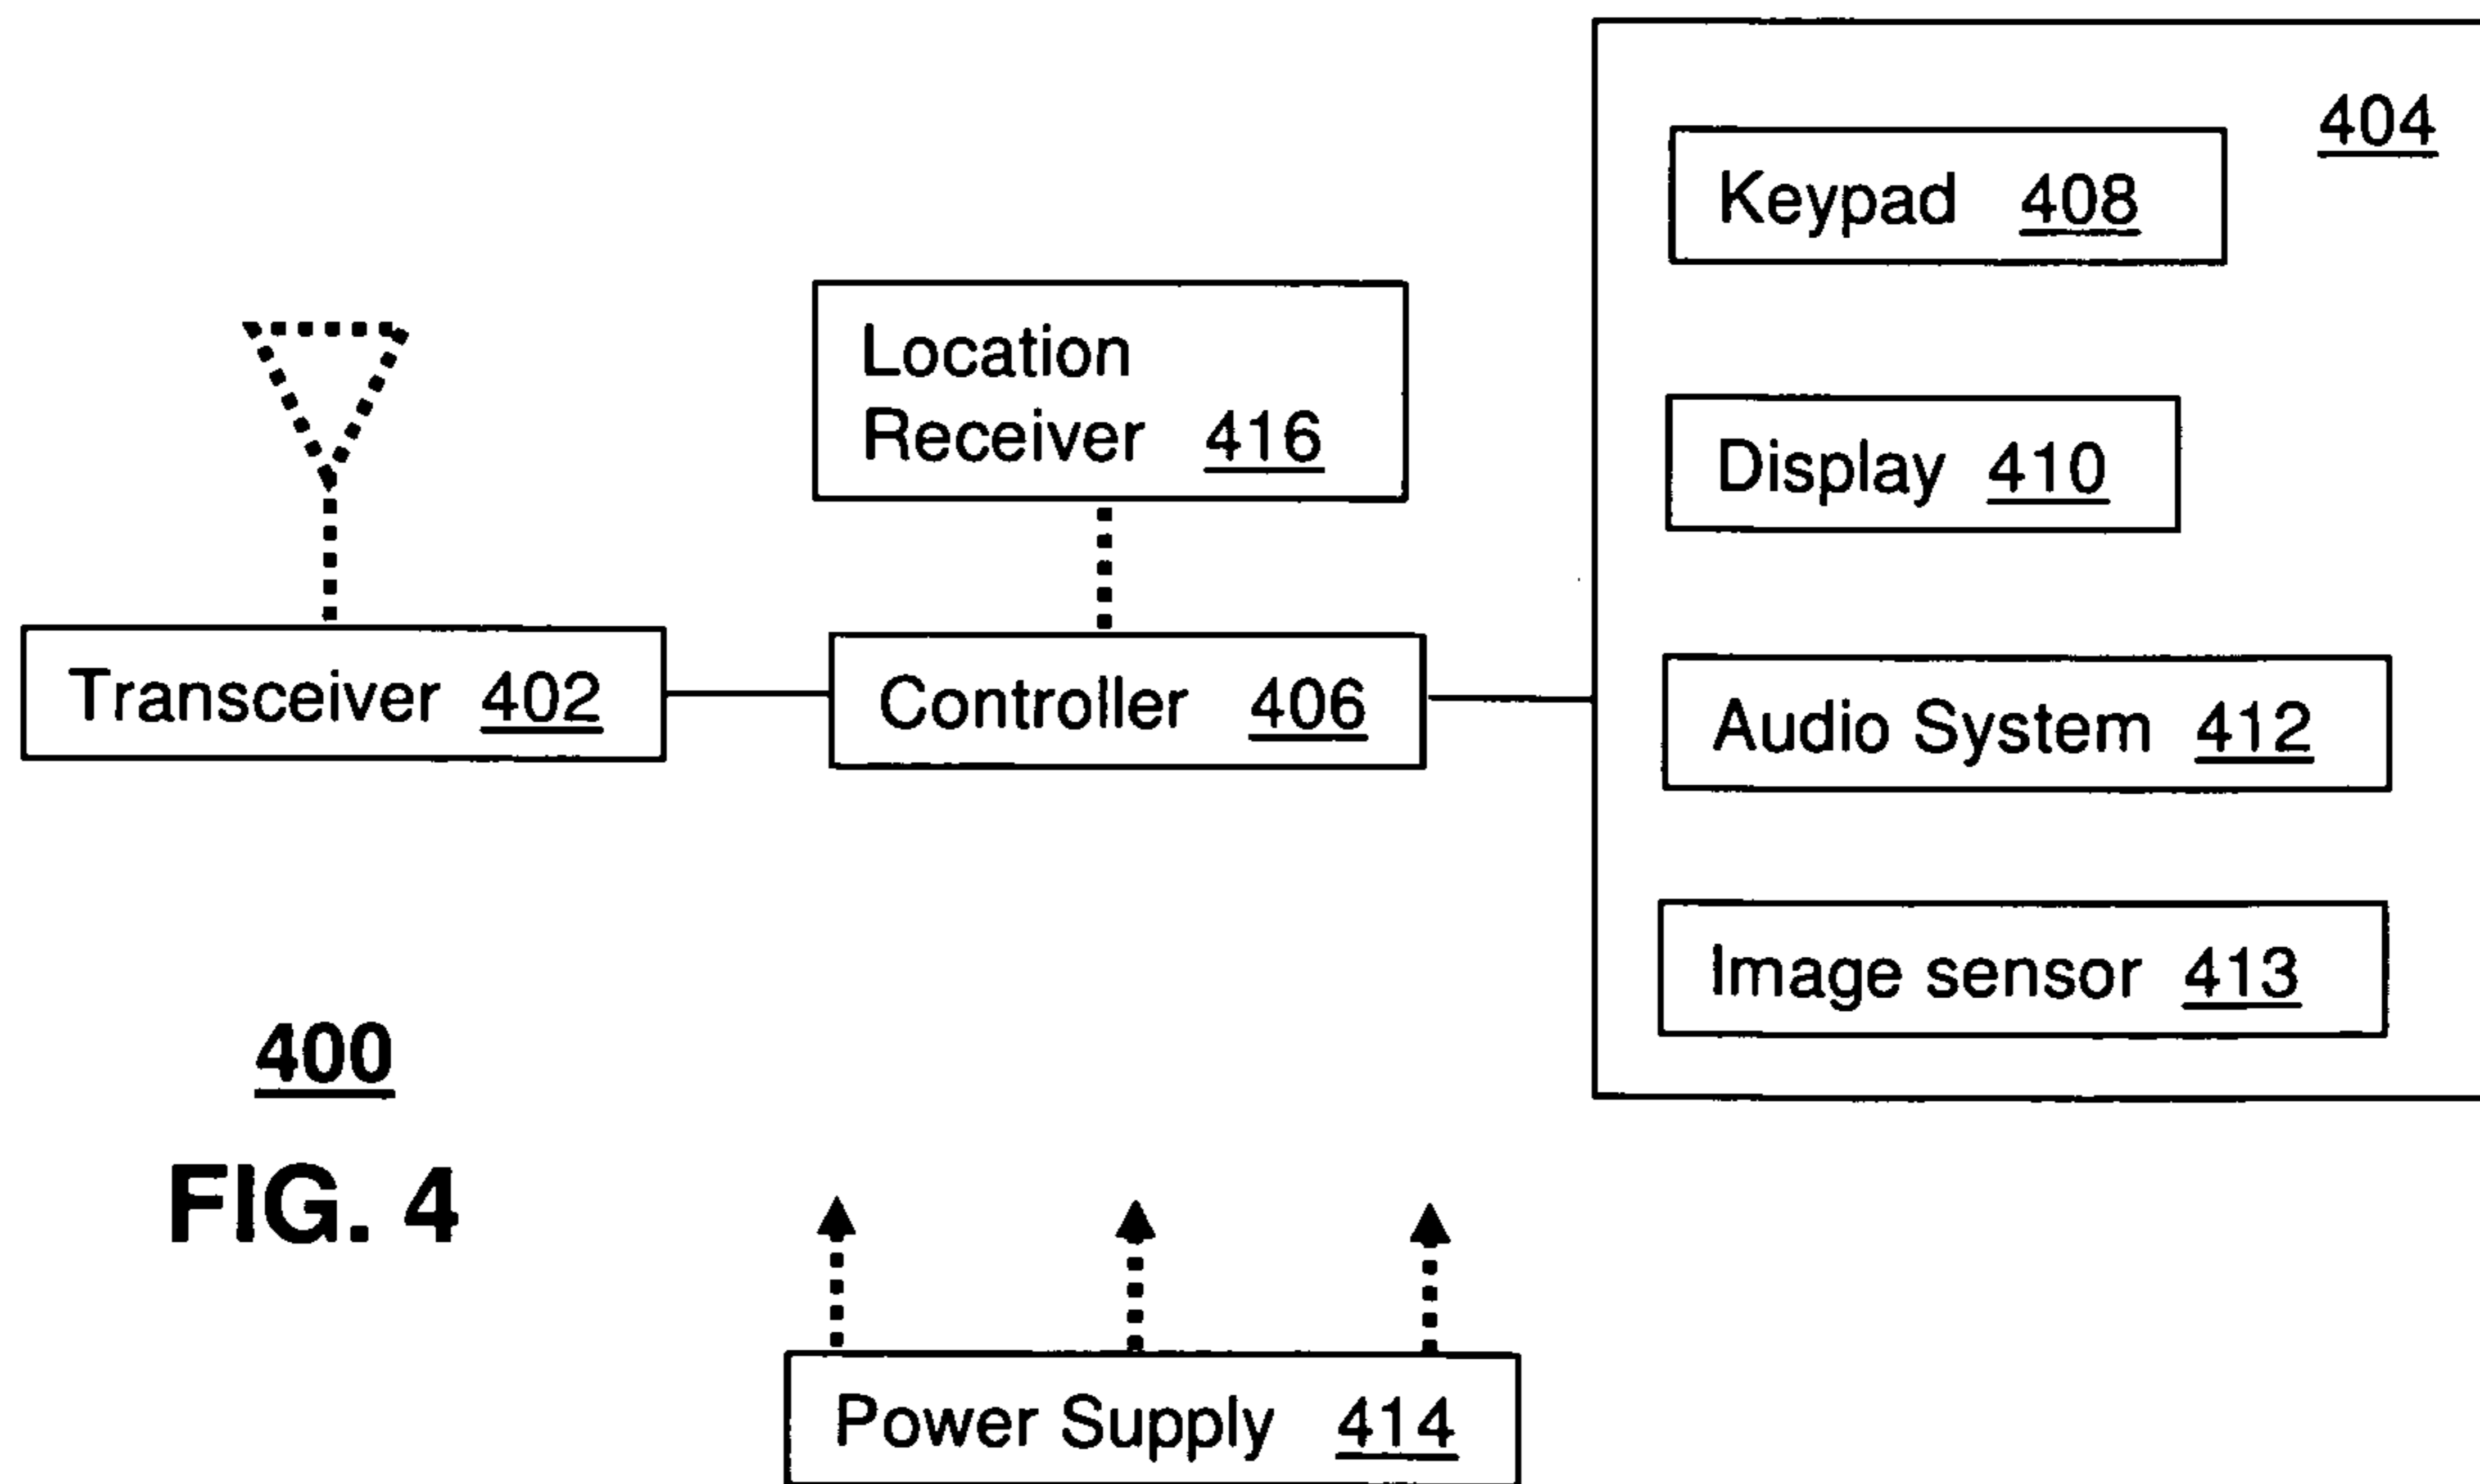 404
Keypad 408
Location
Receiver 416
Display 410
Transceiver 402
Controller 406
Audio System 412
Image sensor 413
400
FIG. 4
Power Supply 414